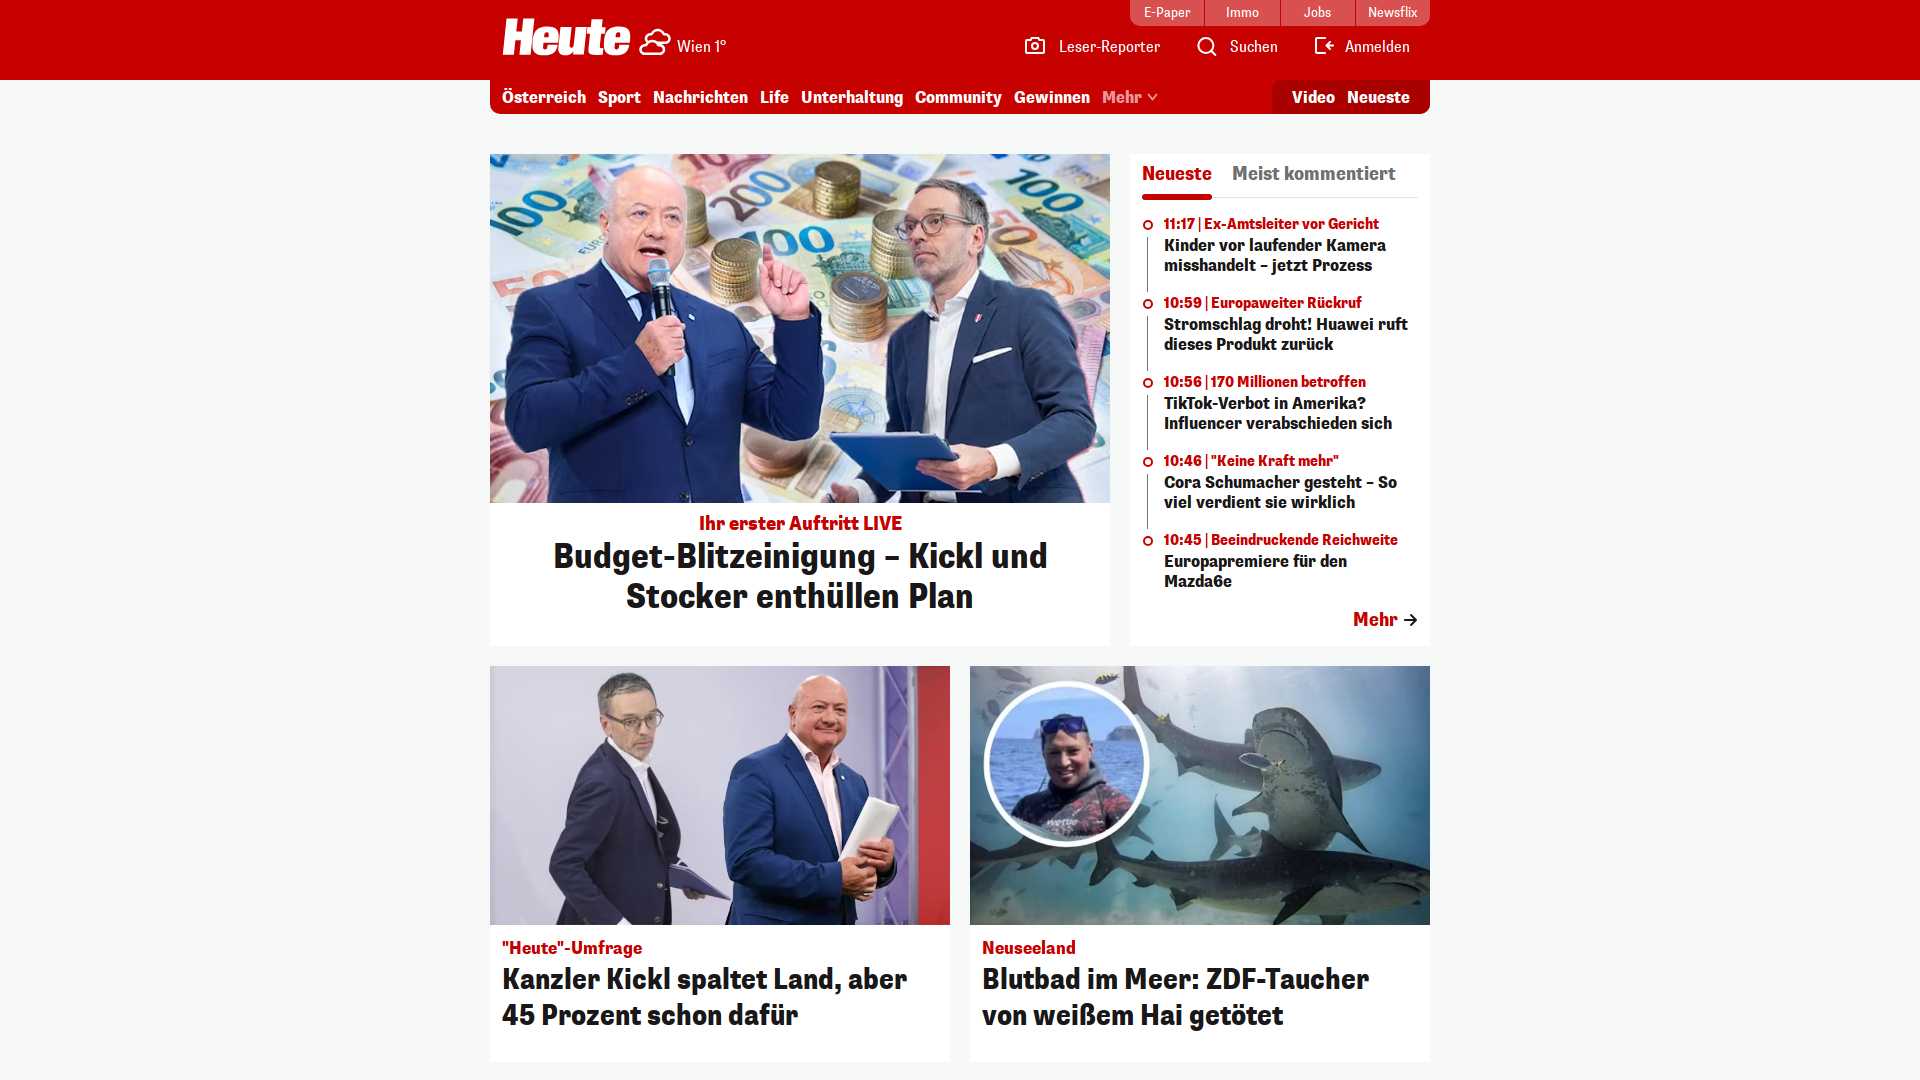 E-Paper
Immo
Jobs
Newsflix
Heute
Wien 1°
Leser-Reporter
Suchen
Anmelden
Österreich
Sport
Nachrichten
Life
Unterhaltung
Community
Gewinnen
Mehr
Video
Neueste
Ihr erster Auftritt LIVE
Budget-Blitzeinigung – Kickl und
Stocker enthüllen Plan
Neueste
Meist kommentiert
11:17 | Ex-Amtsleiter vor Gericht
Kinder vor laufender Kamera
misshandelt – jetzt Prozess
10:59 | Europaweiter Rückruf
Stromschlag droht! Huawei ruft
dieses Produkt zurück
10:56 | 170 Millionen betroffen
TikTok-Verbot in Amerika?
Influencer verabschieden sich
10:46 | "Keine Kraft mehr"
Cora Schumacher gesteht – So
viel verdient sie wirklich
10:45 | Beeindruckende Reichweite
Europapremiere für den
Mazda6e
Mehr
"Heute"-Umfrage
Kanzler Kickl spaltet Land, aber
45 Prozent schon dafür
Neuseeland
Blutbad im Meer: ZDF-Taucher
von weißem Hai getötet